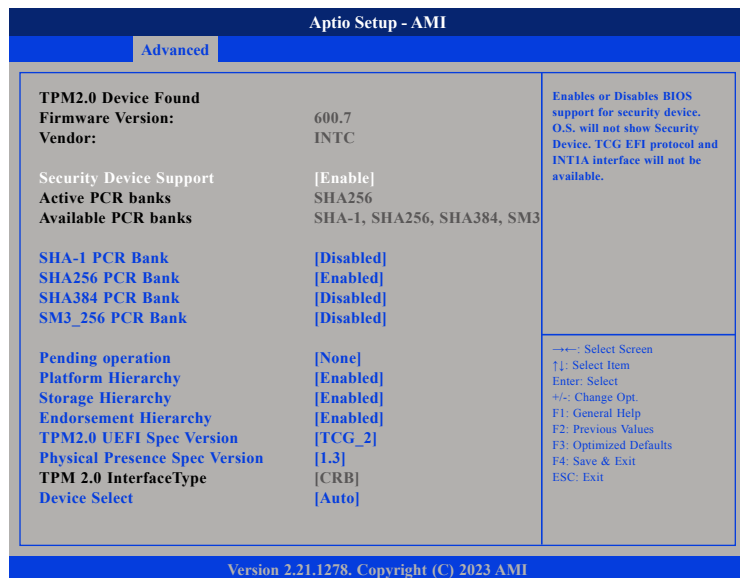 Aptio Setup - AMI
Advanced
TPM2.0 Device Found
Firmware Version: 600.7
Vendor: INTC
Security Device Support [Enable]
Active PCR banks SHA256
Available PCR banks SHA-1, SHA256, SHA384, SM3
SHA-1 PCR Bank [Disabled]
SHA256 PCR Bank [Enabled]
SHA384 PCR Bank [Disabled]
SM3_256 PCR Bank [Disabled]
Pending operation [None]
Platform Hierarchy [Enabled]
Storage Hierarchy [Enabled]
Endorsement Hierarchy [Enabled]
TPM2.0 UEFI Spec Version [TCG_2]
Physical Presence Spec Version [1.3]
TPM 2.0 InterfaceType [CRB]
Device Select [Auto]
Enables or Disables BIOS
support for security device.
O.S. will not show Security
Device. TCG EFI protocol and
INT1A interface will not be
available.
→←: Select Screen
↑↓: Select Item
Enter: Select
+/-: Change Opt.
F1: General Help
F2: Previous Values
F3: Optimized Defaults
F4: Save & Exit
ESC: Exit
Version 2.21.1278. Copyright (C) 2023 AMI